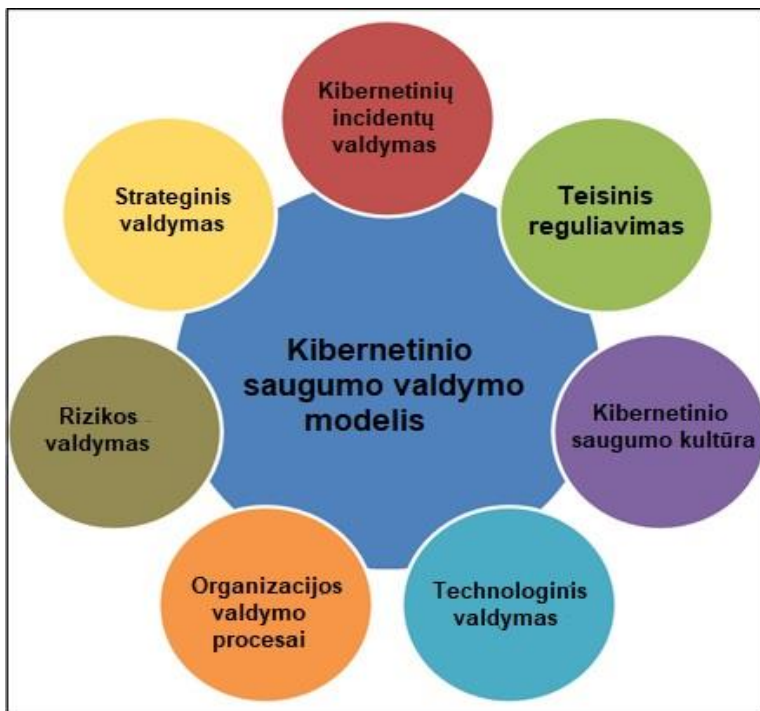 Kibernetinių
incidentų
valdymas
Teisinis
reguliavimas
Kibernetinio
saugumo kultūra
Technologinis
valdymas
Organizacijos
valdymo
procesai
Rizikos
valdymas
Strateginis
valdymas
Kibernetinio
saugumo valdymo
modelis